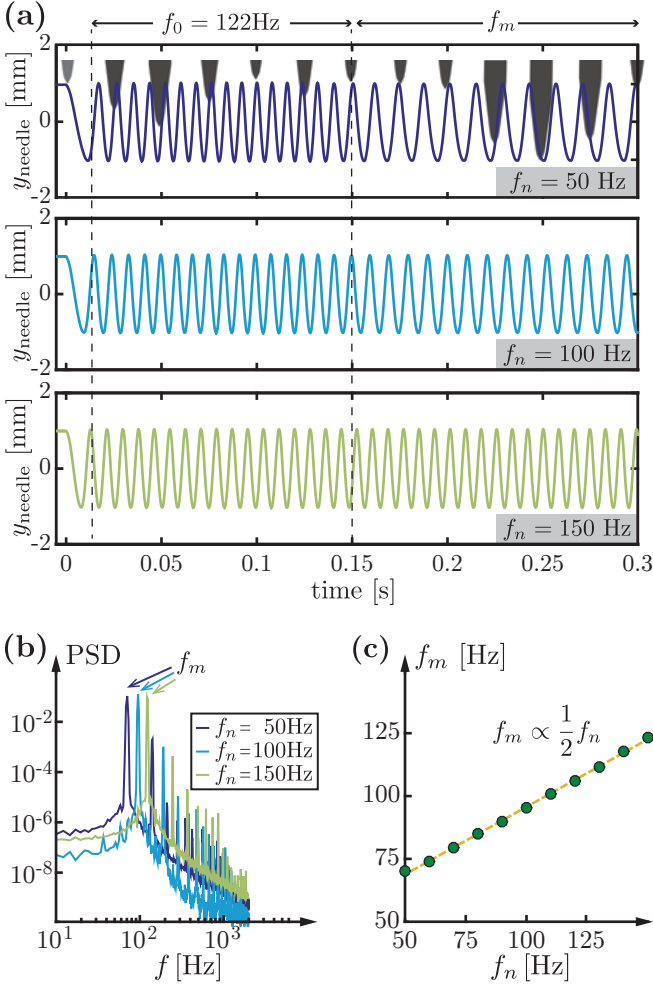 (a)
f₀ = 122Hz
fₘ
y_needle [mm]
2
0
-2
fₙ = 50 Hz
y_needle [mm]
2
0
-2
fₙ = 100 Hz
y_needle [mm]
2
0
-2
fₙ = 150 Hz
0 0.05 0.1 0.15 0.2 0.25 0.3
time [s]
(b) PSD
fₘ
10⁻²
10⁻⁴
10⁻⁶
10⁻⁸
fₙ = 50Hz
fₙ = 100Hz
fₙ = 150Hz
10¹ 10² 10³
f [Hz]
(c) fₘ [Hz]
fₘ ∝ 1/2 fₙ
125
100
75
50
50 75 100 125
fₙ [Hz]